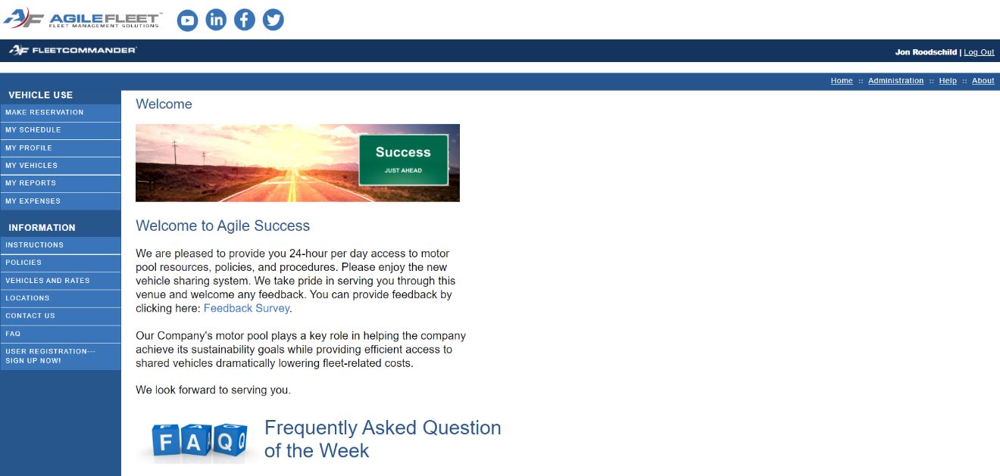 AGILEFLEET™
FLEET MANAGEMENT SOLUTIONS
FLEETCOMMANDER
Jon Roodschild | Log Out
Home :: Administration :: Help :: About
VEHICLE USE
MAKE RESERVATION
MY SCHEDULE
MY PROFILE
MY VEHICLES
MY REPORTS
MY EXPENSES
INFORMATION
INSTRUCTIONS
POLICIES
VEHICLES AND RATES
LOCATIONS
CONTACT US
FAQ
USER REGISTRATION---
SIGN UP NOW!
Welcome
Success
JUST AHEAD
Welcome to Agile Success
We are pleased to provide you 24-hour per day access to motor
pool resources, policies, and procedures. Please enjoy the new
vehicle sharing system. We take pride in serving you through this
venue and welcome any feedback. You can provide feedback by
clicking here: Feedback Survey.
Our Company's motor pool plays a key role in helping the company
achieve its sustainability goals while providing efficient access to
shared vehicles dramatically lowering fleet-related costs.
We look forward to serving you.
F A Q Q
Frequently Asked Question
of the Week